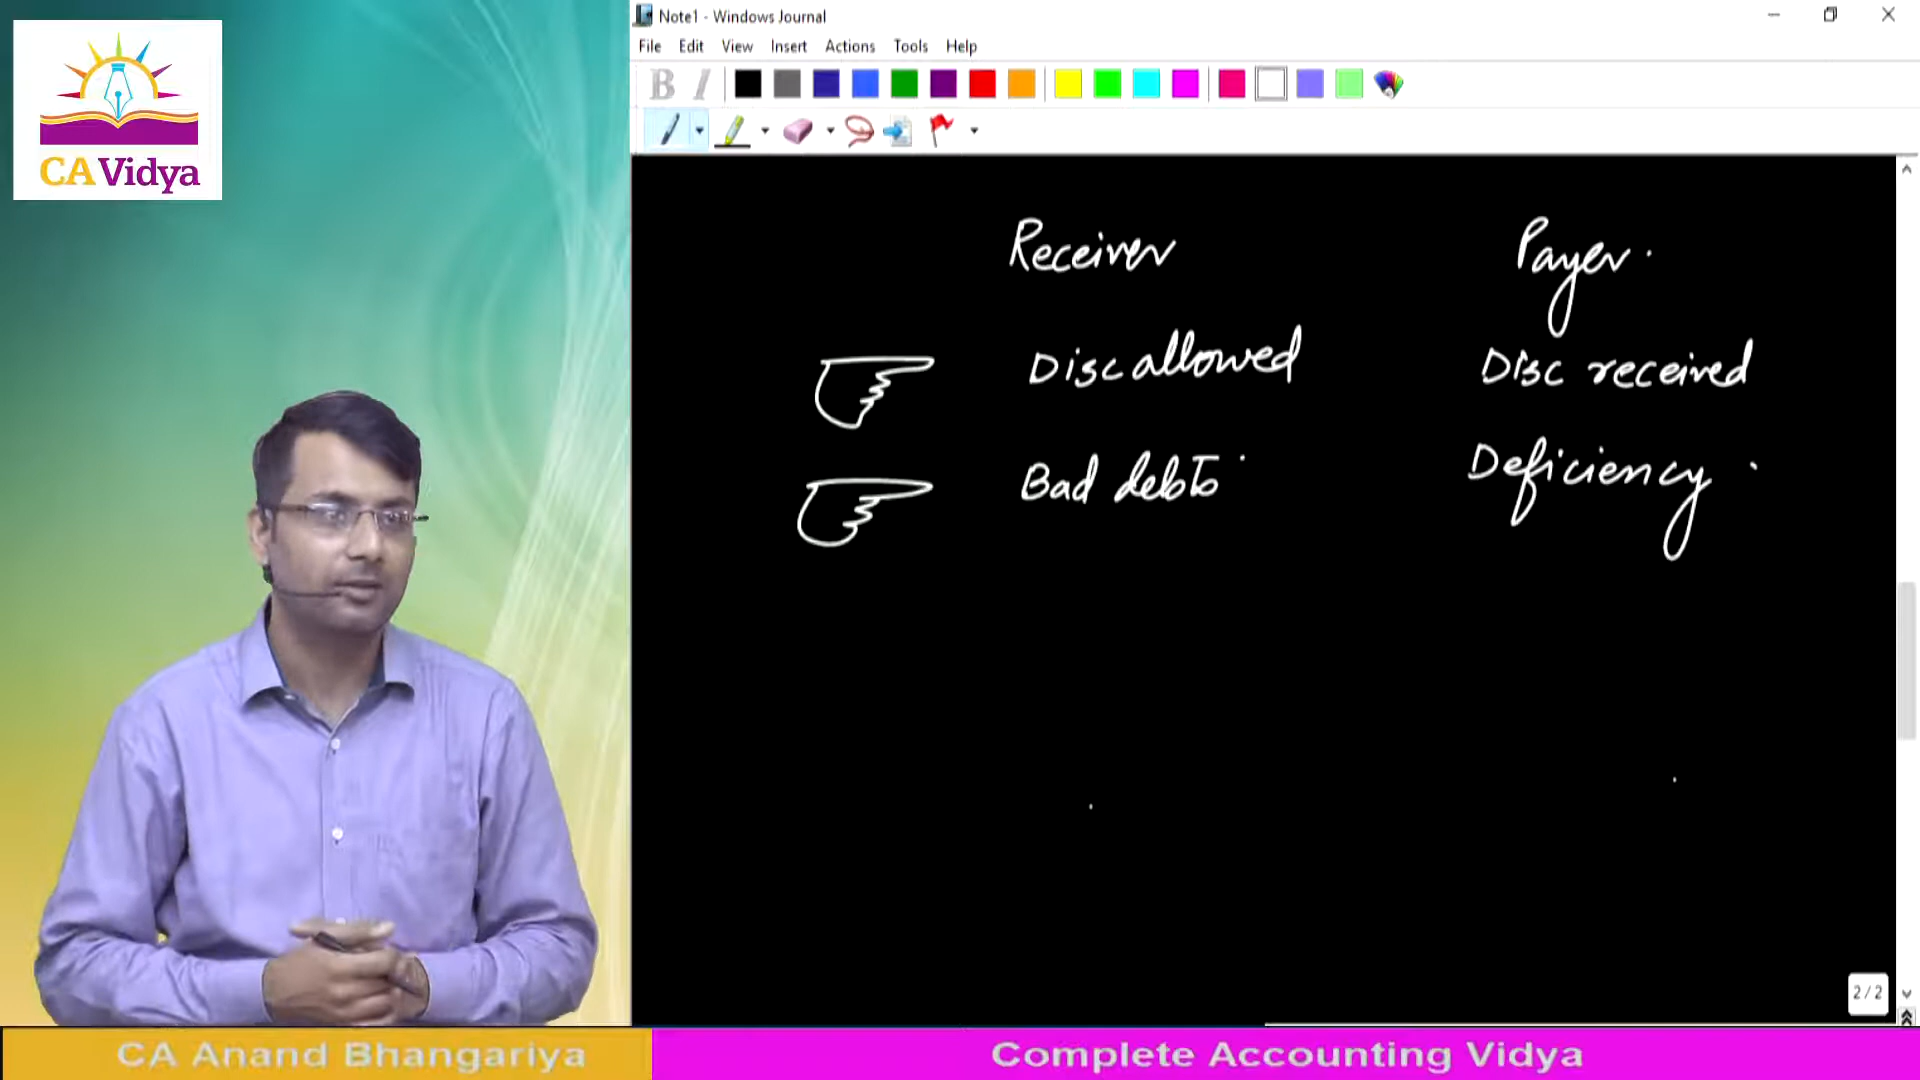 CA Vidya
Note1 - Windows Journal
File Edit View Insert Actions Tools Help
B I
Receiver Payer.
Disc allowed Disc received
Bad debts Deficiency
2 / 2
CA Anand Bhangariya
Complete Accounting Vidya